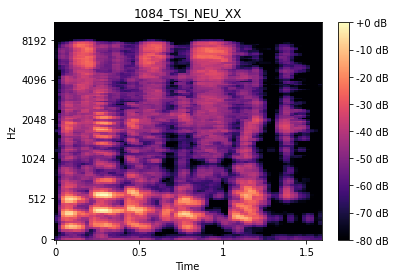 1084_TSI_NEU_XX
+0 dB
8192
-10 dB
4096
-20 dB
-30 dB
2048
Hz
-40 dB
1024
-50 dB
512
-60 dB
-70 dB
0
-80 dB
0
0.5
1
1.5
Time